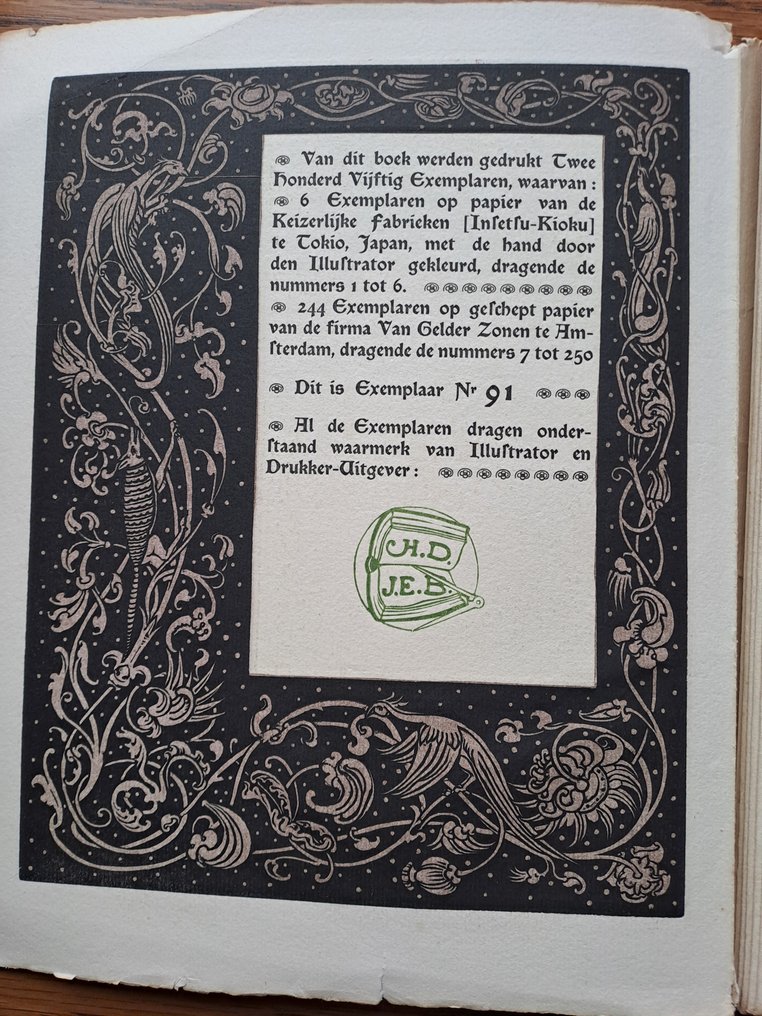 Van dit boek werden gedrukt Twee
Honderd Vijftig Exemplaren, waarvan :
6 Exemplaren op papier van de
Keizerlijke Fabrieken [Inſetſu-Kioku]
te Tokio, Japan, met de hand door
den Illuſtrator gekleurd, dragende de
nummers 1 tot 6.
244 Exemplaren op geſchept papier
van de firma Van Gelder Zonen te Am-
ſterdam, dragende de nummers 7 tot 250
Dit is Exemplaar Nr 91
Al de Exemplaren dragen onder-
ſtaand waarmerk van Illuſtrator en
Drukker-Uitgever :
H.D.
J.E.B.